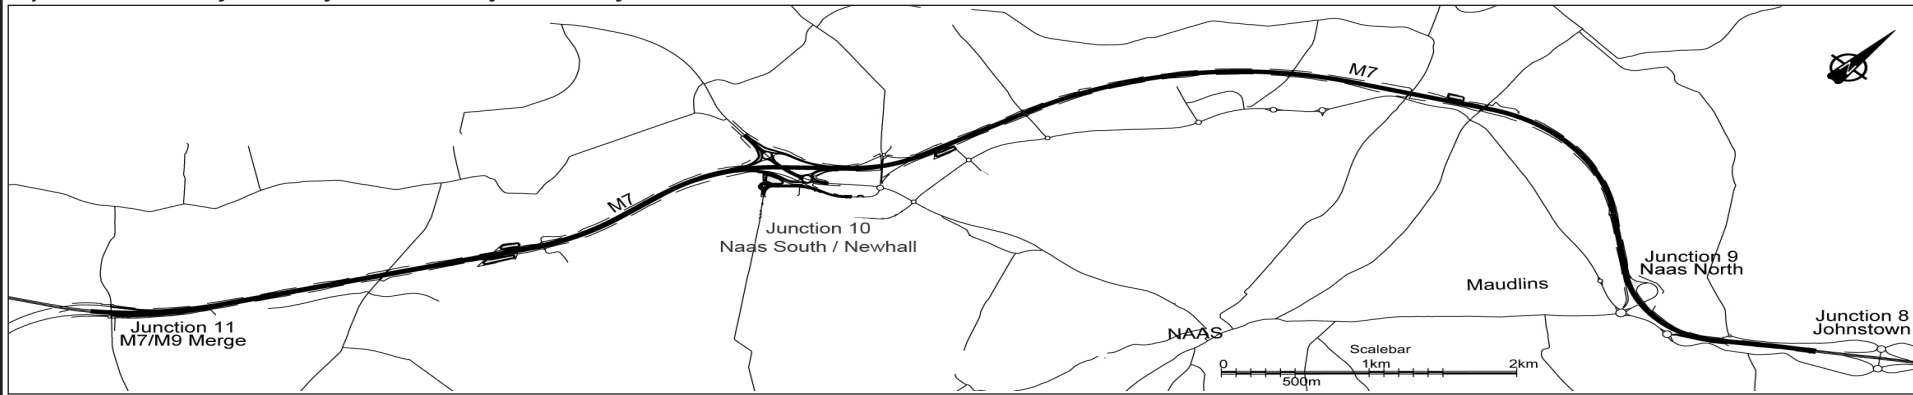 M7
M7
Junction 10
Naas South / Newhall
Junction 9
Naas North
Maudlins
Junction 11
M7/M9 Merge
Junction 8
Johnstown
NAAS
Scalebar
0 1km 2km
500m